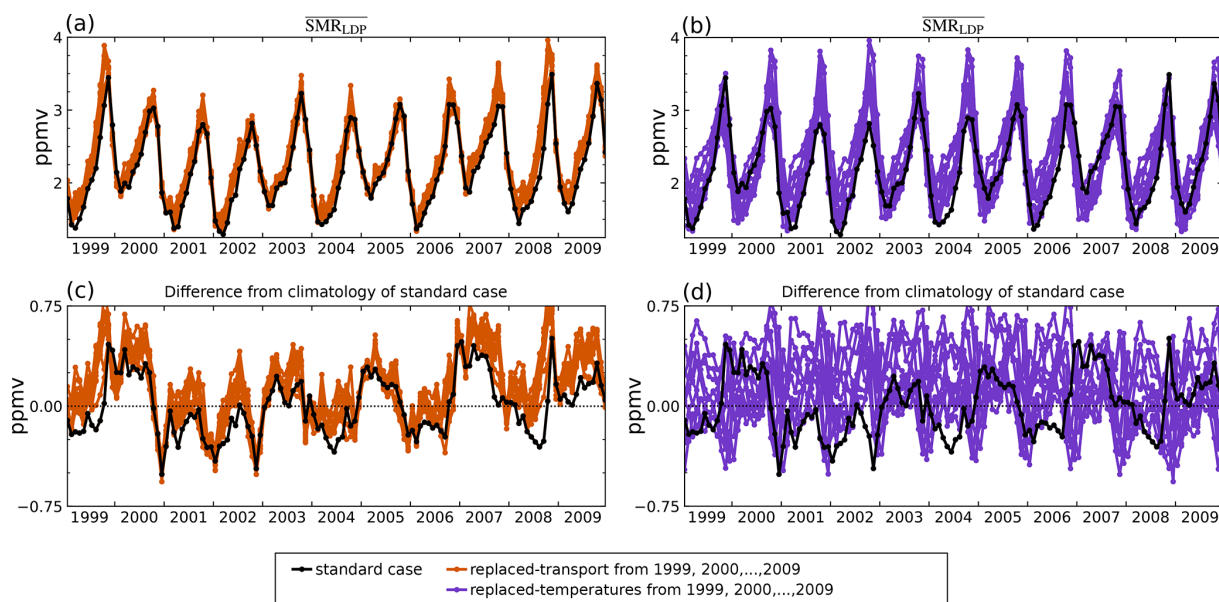 (a) SMR_LDP
4
3
2
ppmv
1999 2000 2001 2002 2003 2004 2005 2006 2007 2008 2009
(b) SMR_LDP
4
3
2
ppmv
1999 2000 2001 2002 2003 2004 2005 2006 2007 2008 2009
(c) Difference from climatology of standard case
0.75
0.00
−0.75
ppmv
1999 2000 2001 2002 2003 2004 2005 2006 2007 2008 2009
(d) Difference from climatology of standard case
0.75
0.00
−0.75
ppmv
1999 2000 2001 2002 2003 2004 2005 2006 2007 2008 2009
standard case
replaced-transport from 1999, 2000,...,2009
replaced-temperatures from 1999, 2000,...,2009